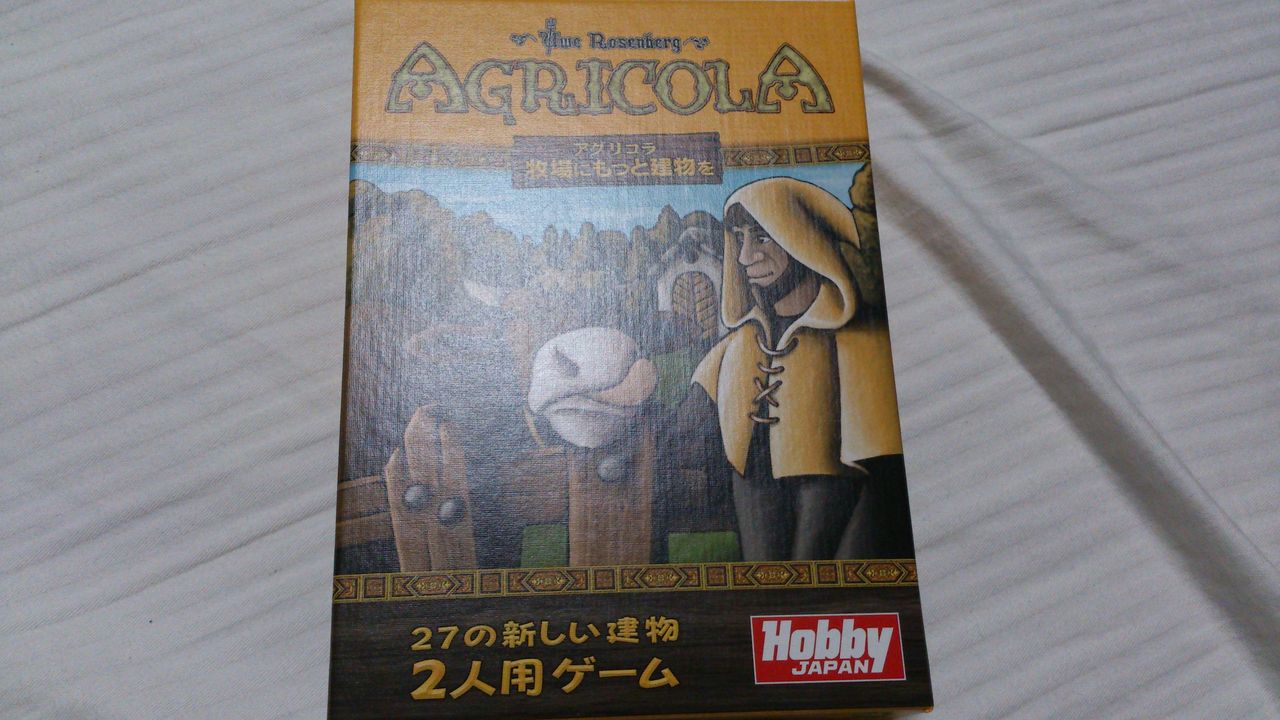 Uwe Rosenberg
AGRICOLA
アグリコラ
牧場にもっと建物を
27の新しい建物
2人用ゲーム
Hobby
JAPAN